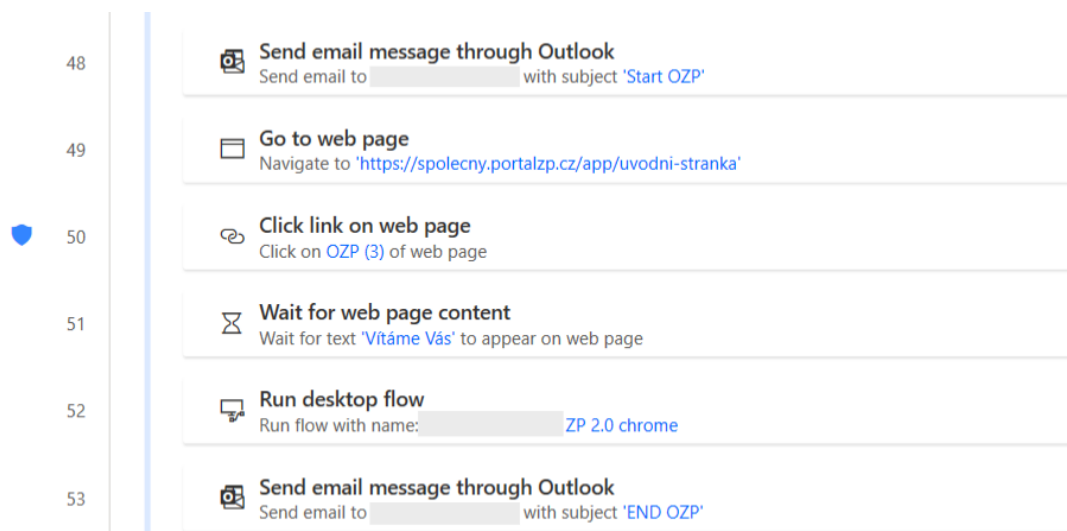 48
Send email message through Outlook
Send email to with subject 'Start OZP'
49
Go to web page
Navigate to 'https://spolecny.portalzp.cz/app/uvodni-stranka'
50
Click link on web page
Click on OZP (3) of web page
51
Wait for web page content
Wait for text 'Vítáme Vás' to appear on web page
52
Run desktop flow
Run flow with name: ZP 2.0 chrome
53
Send email message through Outlook
Send email to with subject 'END OZP'